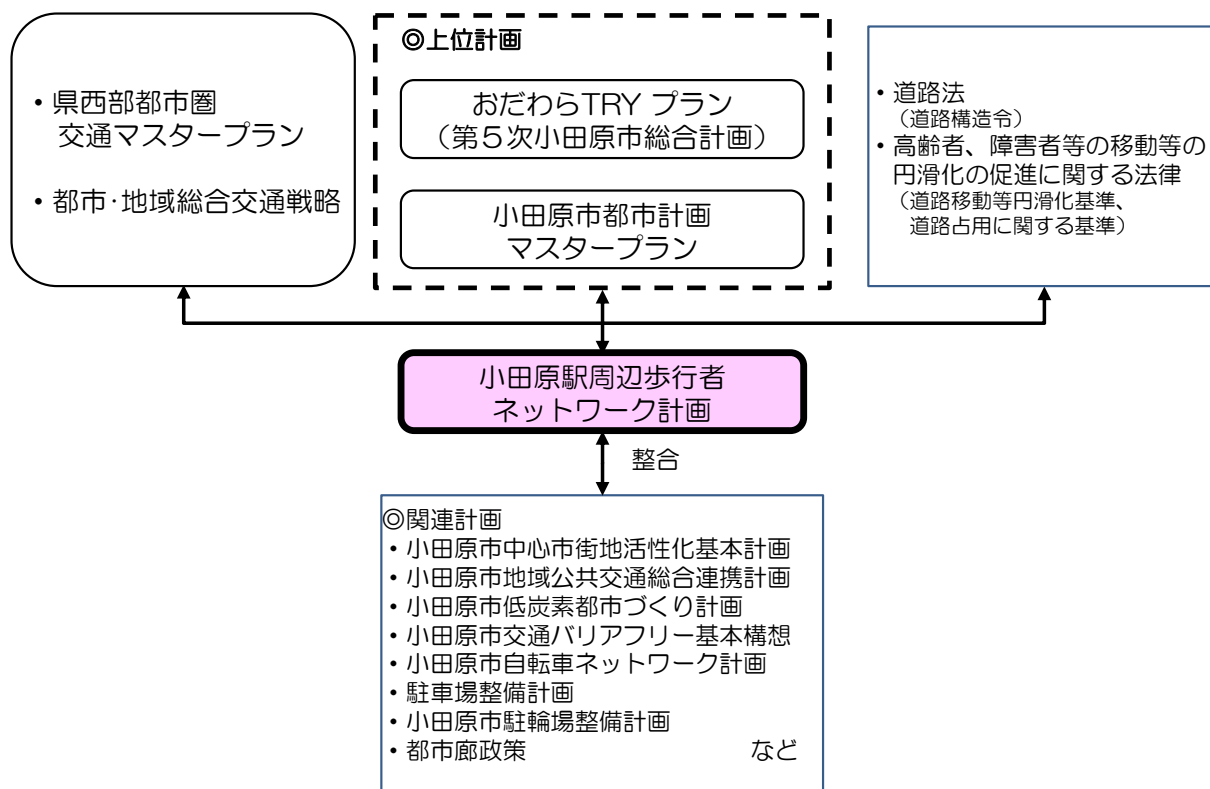 ・県西部都市圏
交通マスタープラン
・都市･地域総合交通戦略
◎上位計画
おだわらTRY プラン
（第５次小田原市総合計画）
小田原市都市計画
マスタープラン
・道路法
（道路構造令）
・高齢者、障害者等の移動等の
円滑化の促進に関する法律
（道路移動等円滑化基準、
道路占用に関する基準）
小田原駅周辺歩行者
ネットワーク計画
整合
◎関連計画
・小田原市中心市街地活性化基本計画
・小田原市地域公共交通総合連携計画
・小田原市低炭素都市づくり計画
・小田原市交通バリアフリー基本構想
・小田原市自転車ネットワーク計画
・駐車場整備計画
・小田原市駐輪場整備計画
・都市廊政策　　　　　　　　など